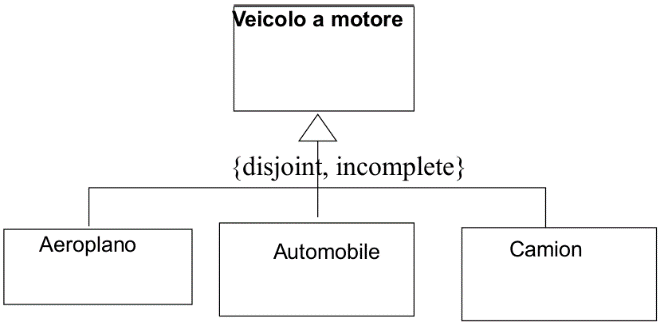 Veicolo a motore
{disjoint, incomplete}
Aeroplano
Automobile
Camion